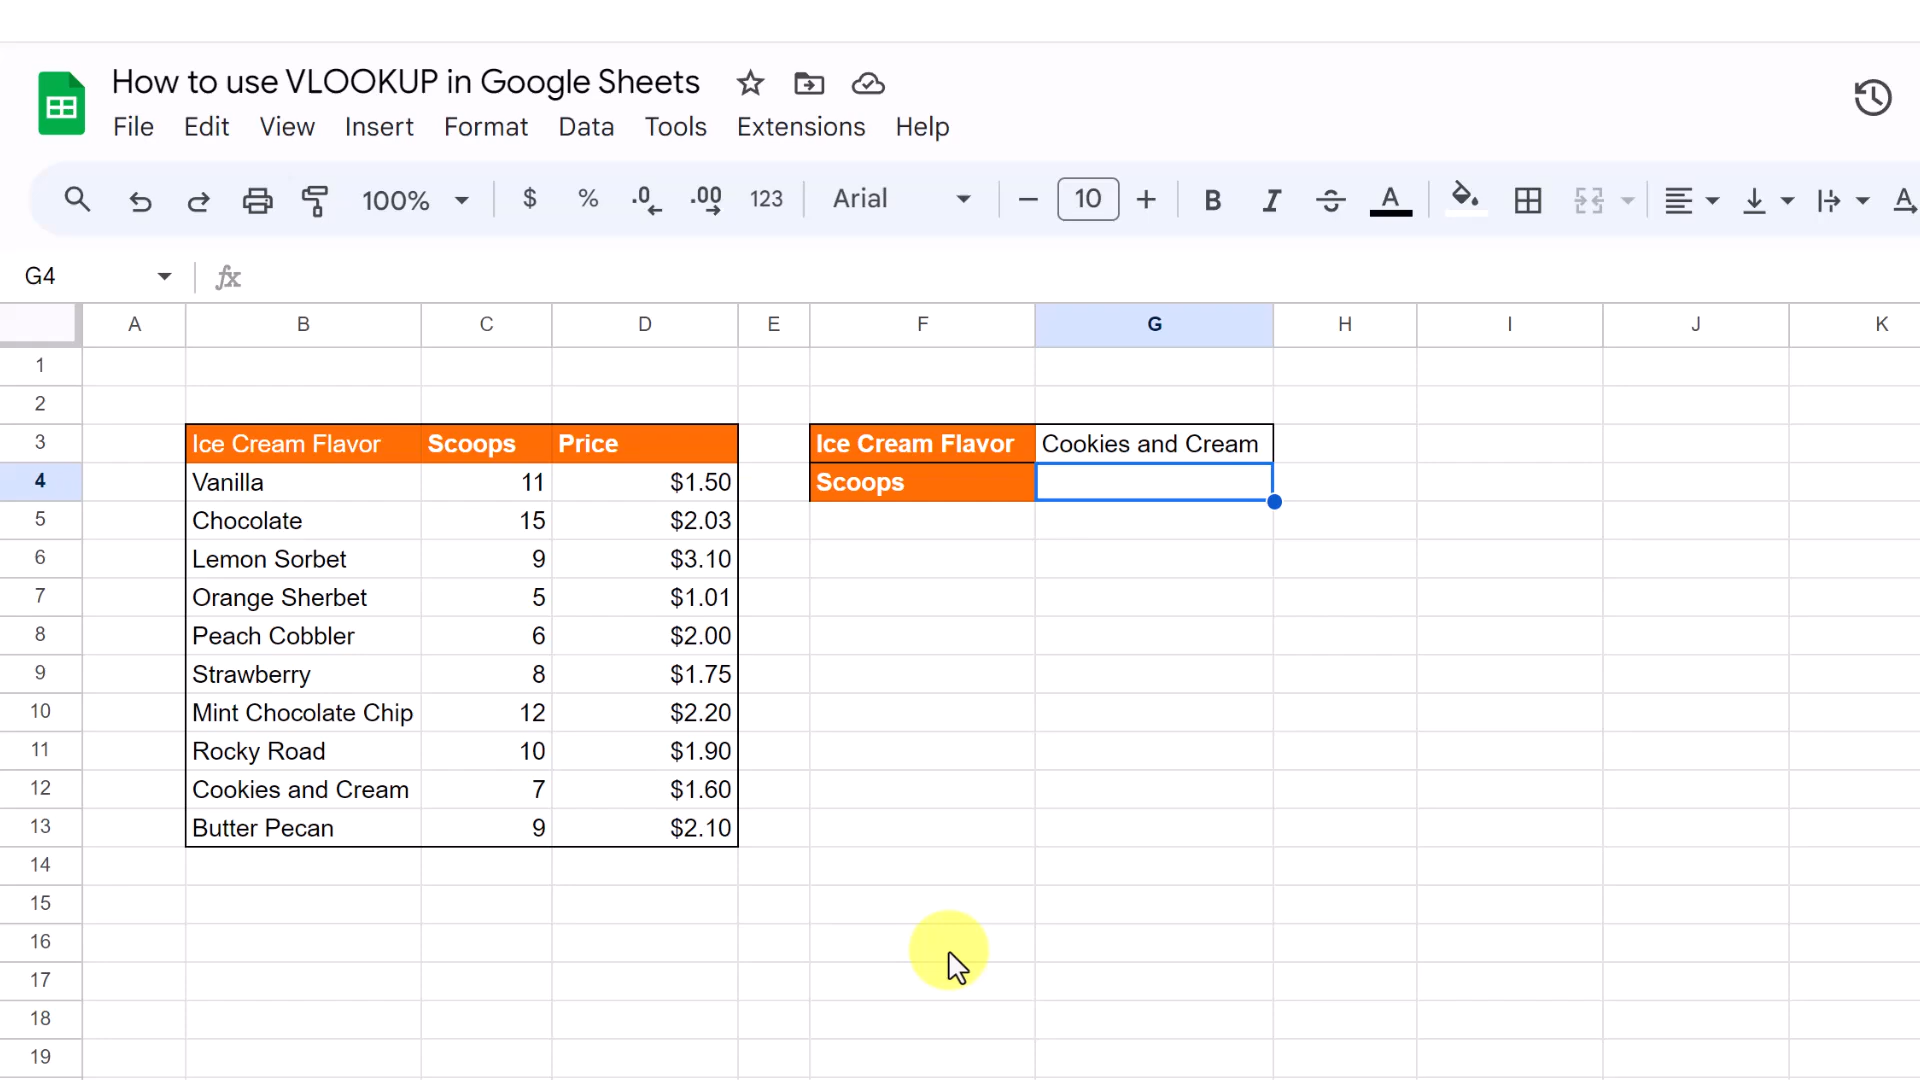 How to use VLOOKUP in Google Sheets
File Edit View Insert Format Data Tools Extensions Help
100% $ % .0 .00 123 Arial 10 B I A A
G4 fx
A B C D E F G H I J K
1
2
3 Ice Cream Flavor Scoops Price Ice Cream Flavor Cookies and Cream
4 Vanilla 11 $1.50 Scoops
5 Chocolate 15 $2.03
6 Lemon Sorbet 9 $3.10
7 Orange Sherbet 5 $1.01
8 Peach Cobbler 6 $2.00
9 Strawberry 8 $1.75
10 Mint Chocolate Chip 12 $2.20
11 Rocky Road 10 $1.90
12 Cookies and Cream 7 $1.60
13 Butter Pecan 9 $2.10
14
15
16
17
18
19